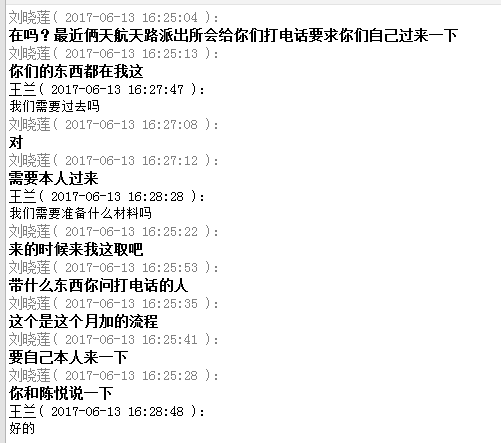 刘晓莲( 2017-06-13 16:25:04 ):
在吗？最近俩天航天路派出所会给你们打电话要求你们自己过来一下
刘晓莲( 2017-06-13 16:25:13 ):
你们的东西都在我这
王兰( 2017-06-13 16:27:47 ):
我们需要过去吗
刘晓莲( 2017-06-13 16:27:08 ):
对
刘晓莲( 2017-06-13 16:27:12 ):
需要本人过来
王兰( 2017-06-13 16:28:28 ):
我们需要准备什么材料吗
刘晓莲( 2017-06-13 16:25:22 ):
来的时候来我这取吧
刘晓莲( 2017-06-13 16:25:53 ):
带什么东西你问打电话的人
刘晓莲( 2017-06-13 16:25:35 ):
这个是这个月加的流程
刘晓莲( 2017-06-13 16:25:41 ):
要自己本人来一下
刘晓莲( 2017-06-13 16:25:28 ):
你和陈悦说一下
王兰( 2017-06-13 16:28:48 ):
好的